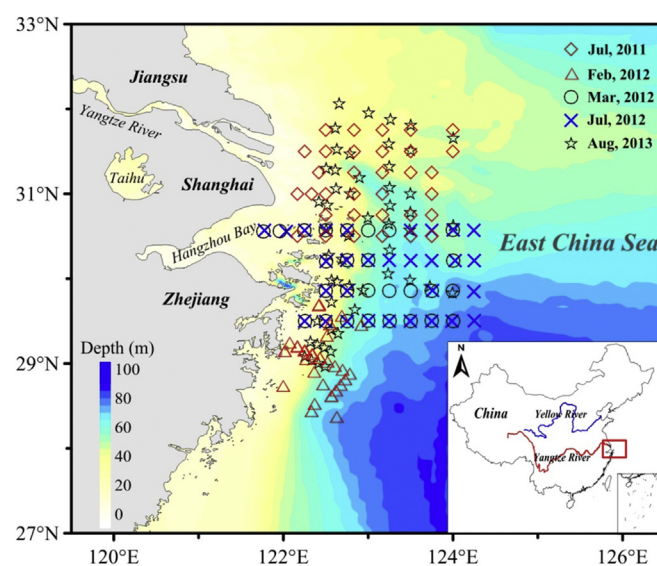 33°N
31°N
29°N
27°N
120°E
122°E
124°E
126°E
Jiangsu
Yangtze River
Taihu
Shanghai
Hangzhou Bay
Zhejiang
East China Sea
Jul, 2011
Feb, 2012
Mar, 2012
Jul, 2012
Aug, 2013
Depth (m)
100
80
60
40
20
0
N
China
Yellow River
Yangtze River